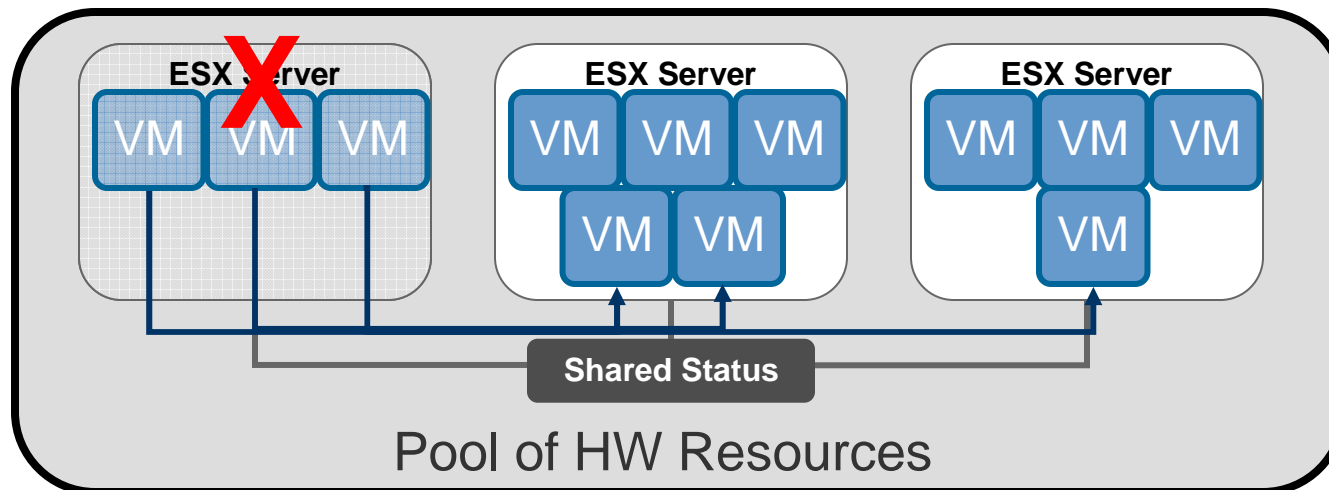 ESX Server
VM VM VM
ESX Server
VM VM VM
VM VM
ESX Server
VM VM VM
VM
X
Shared Status
Pool of HW Resources